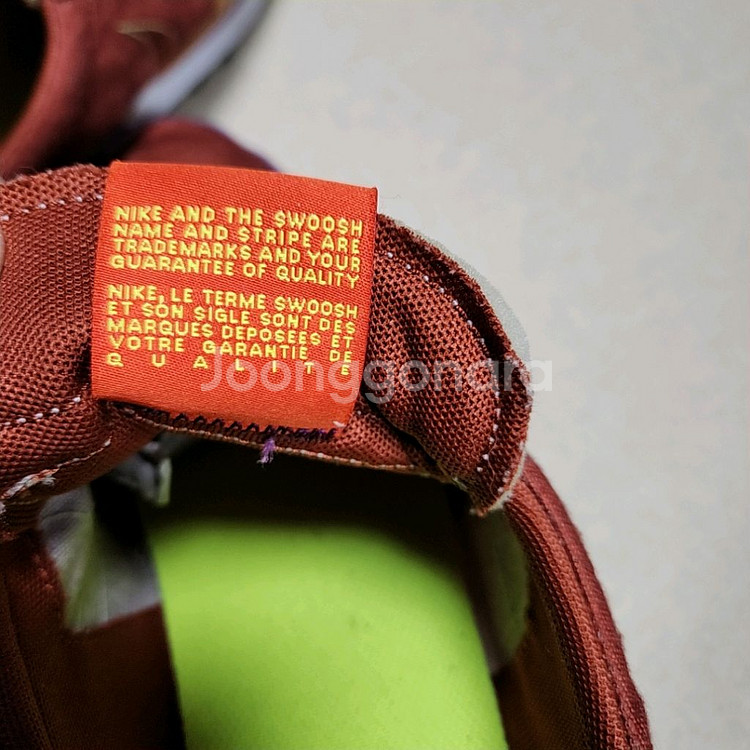 NIKE AND THE SWOOSH
NAME AND STRIPE ARE
TRADEMARKS AND YOUR
GUARANTEE OF QUALITY
NIKE, LE TERME SWOOSH
ET SON SIGLE SONT DES
MARQUES DEPOSEES ET
VOTRE GARANTIE DE
QUALITE
Joonggonara